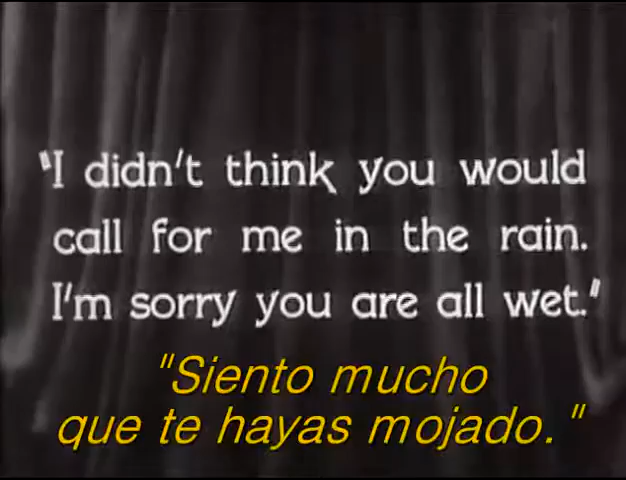 "I didn't think you would
call for me in the rain.
I'm sorry you are all wet."
"Siento mucho
que te hayas mojado."